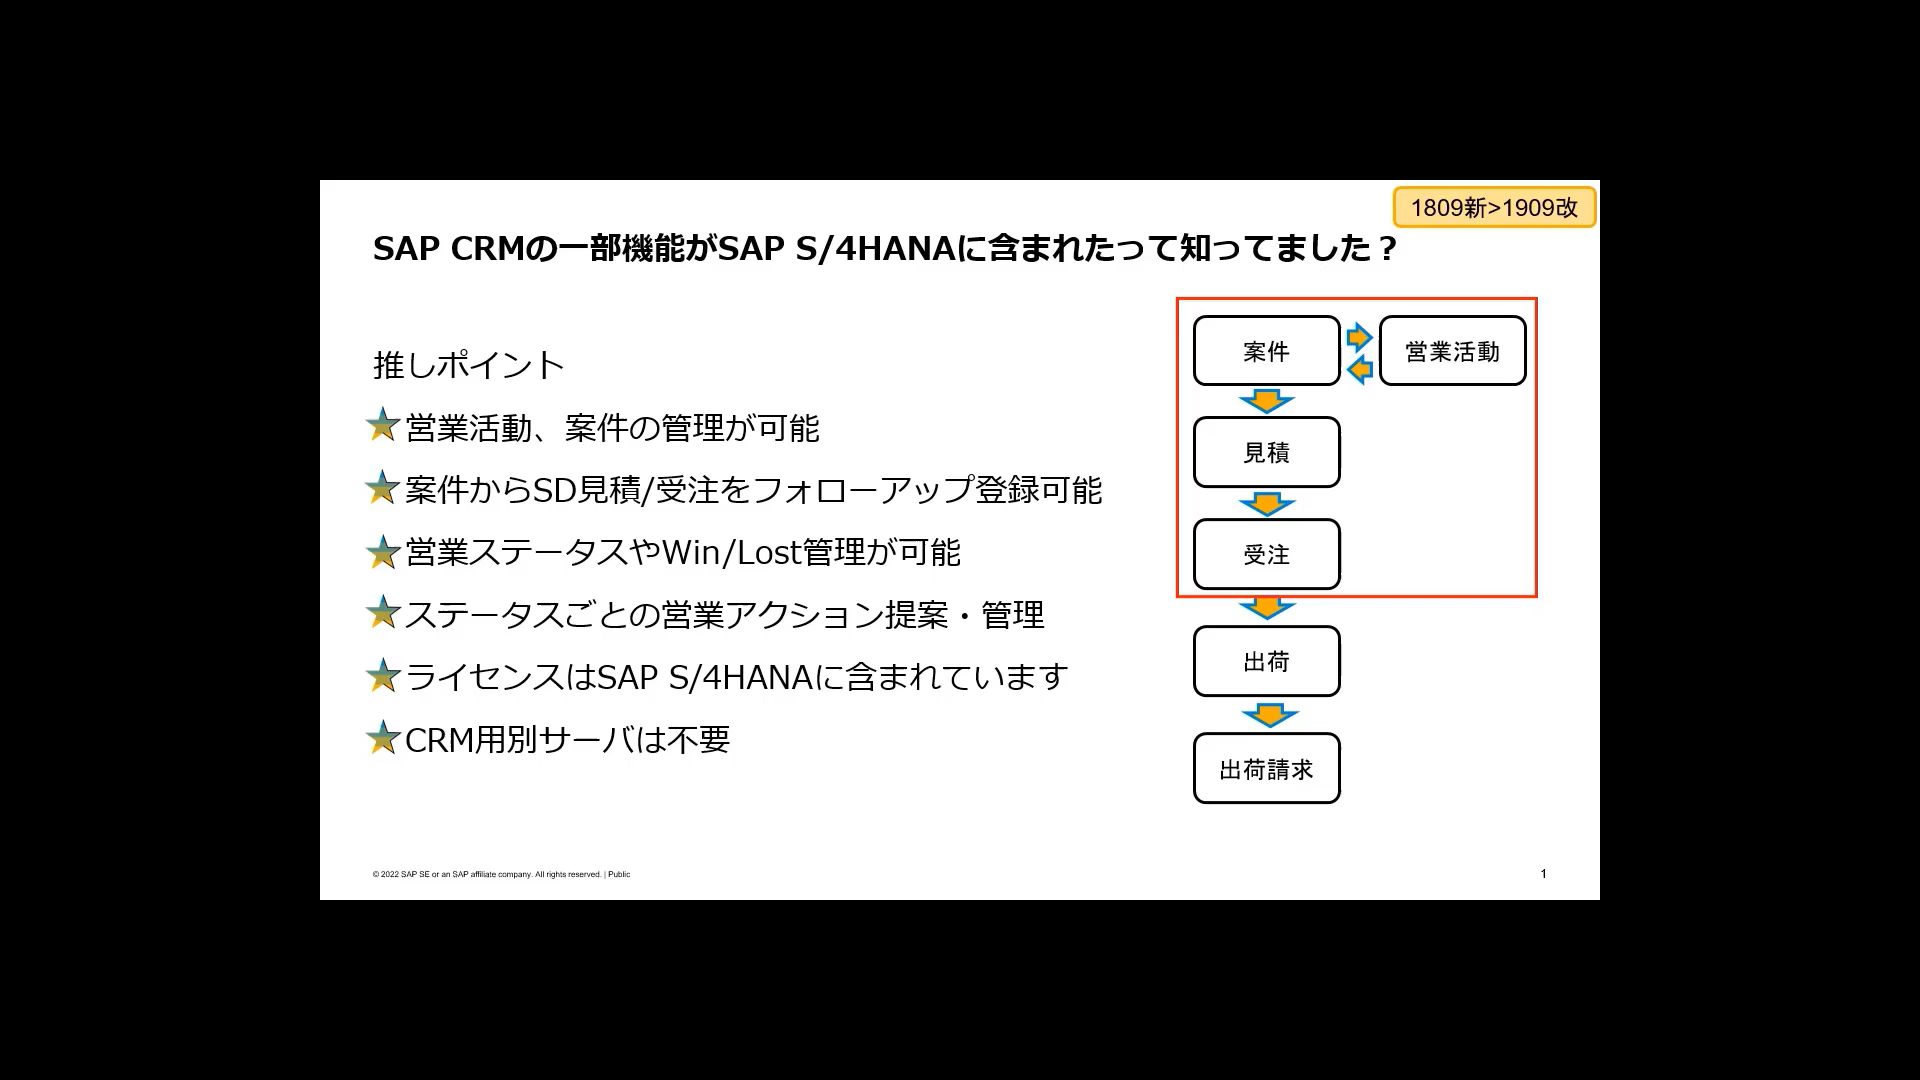 1809新>1909改
SAP CRMの一部機能がSAP S/4HANAに含まれたって知ってました？
推しポイント
営業活動、案件の管理が可能
案件からSD見積/受注をフォローアップ登録可能
営業ステータスやWin/Lost管理が可能
ステータスごとの営業アクション提案・管理
ライセンスはSAP S/4HANAに含まれています
CRM用別サーバは不要
案件
営業活動
見積
受注
出荷
出荷請求
© 2022 SAP SE or an SAP affiliate company. All rights reserved. | Public
1